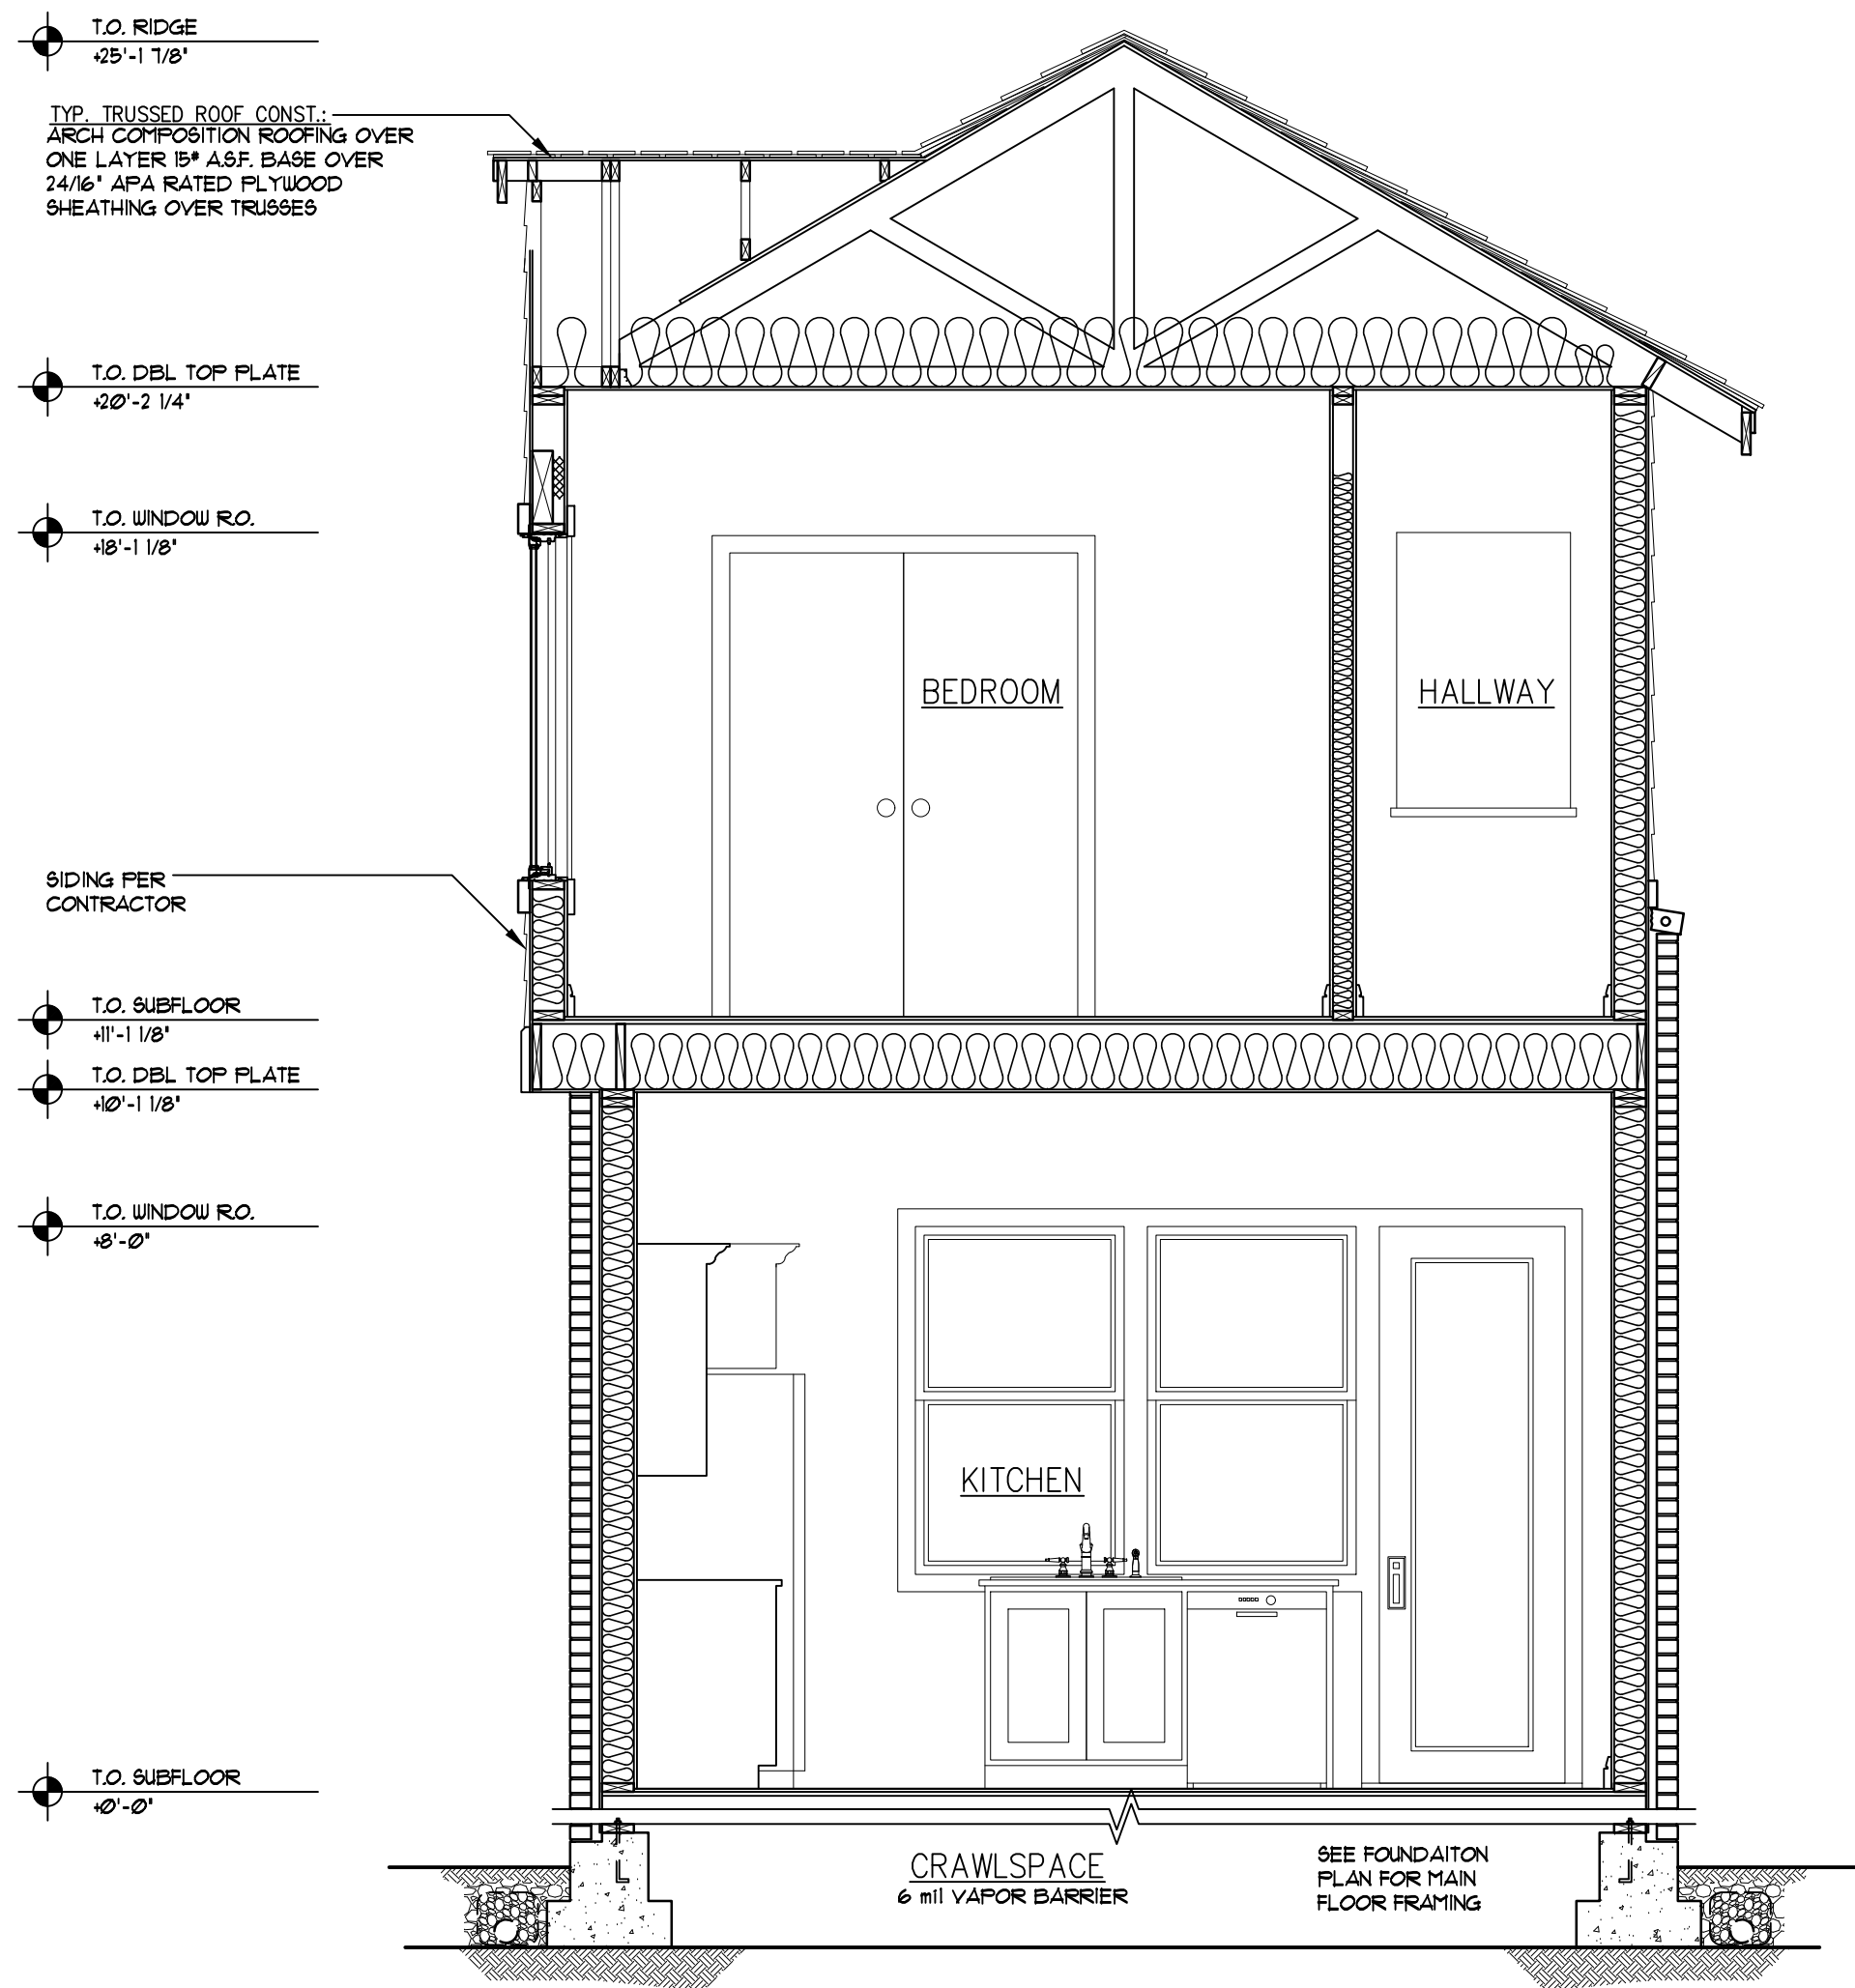 T.O. RIDGE
+25'-1 7/8"
TYP. TRUSSED ROOF CONST.:
ARCH COMPOSITION ROOFING OVER
ONE LAYER 15# A.S.F. BASE OVER
24/16" APA RATED PLYWOOD
SHEATHING OVER TRUSSES
T.O. DBL TOP PLATE
+20'-2 1/4"
T.O. WINDOW R.O.
+18'-1 1/8"
BEDROOM
HALLWAY
SIDING PER
CONTRACTOR
T.O. SUBFLOOR
+11'-1 1/8"
T.O. DBL TOP PLATE
+10'-1 1/8"
T.O. WINDOW R.O.
+8'-0"
KITCHEN
T.O. SUBFLOOR
+0'-0"
CRAWLSPACE
6 mil VAPOR BARRIER
SEE FOUNDAITON
PLAN FOR MAIN
FLOOR FRAMING